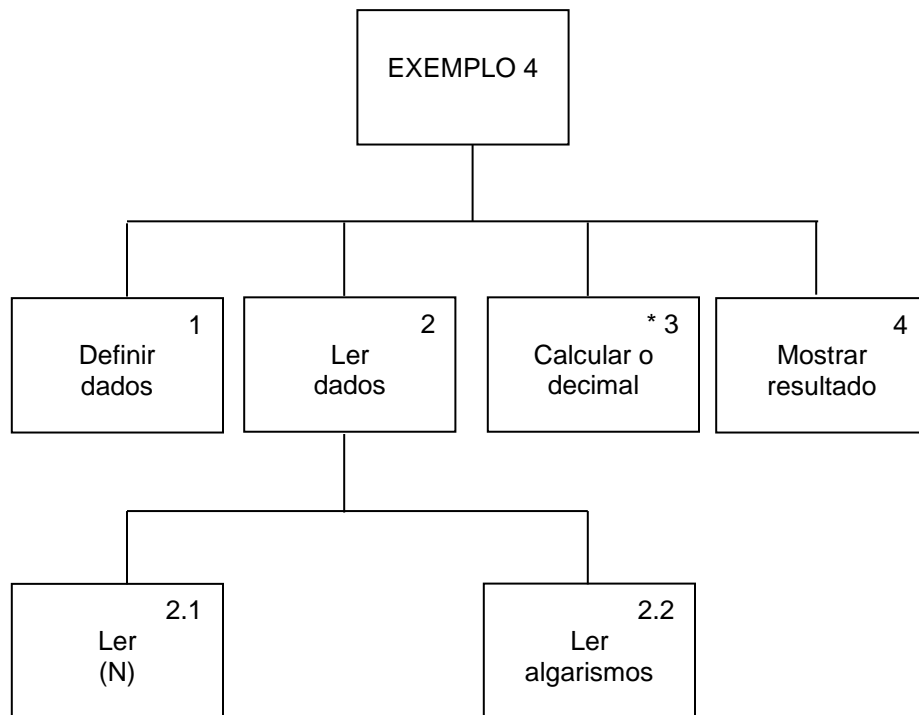 EXEMPLO 4
1
Definir
dados
2
Ler
dados
* 3
Calcular o
decimal
4
Mostrar
resultado
2.1
Ler
(N)
2.2
Ler
algarismos